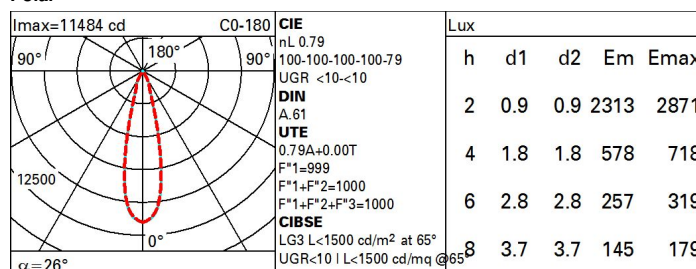 Imax=11484 cd C0-180
90° 180° 90°
12500
0°
α=26°
CIE
nL 0.79
100-100-100-100-79
UGR <10-<10
DIN
A.61
UTE
0.79A+0.00T
F"1=999
F"1+F"2=1000
F"1+F"2+F"3=1000
CIBSE
LG3 L<1500 cd/m² at 65°
UGR<10 | L<1500 cd/mq @65°
Lux
h d1 d2 Em Emax
2 0.9 0.9 2313 2871
4 1.8 1.8 578 718
6 2.8 2.8 257 319
8 3.7 3.7 145 179